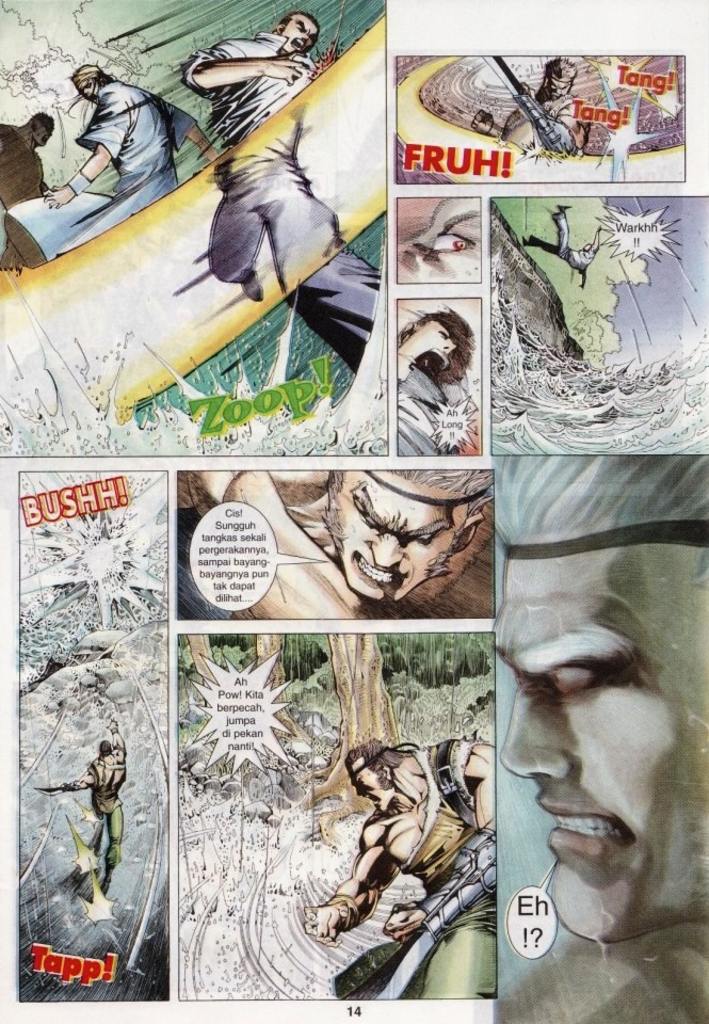 Zoop!
Tang!
Tang!
FRUH!
Warkhh
!!
Ah
Long
!!
BUSHH!
Tapp!
Cis!
Sungguh
tangkas sekali
pergerakannya,
sampai bayang-
bayangnya pun
tak dapat
dilihat....
Ah
Pow! Kita
berpecah,
jumpa
di pekan
nanti!
Eh
!?
14